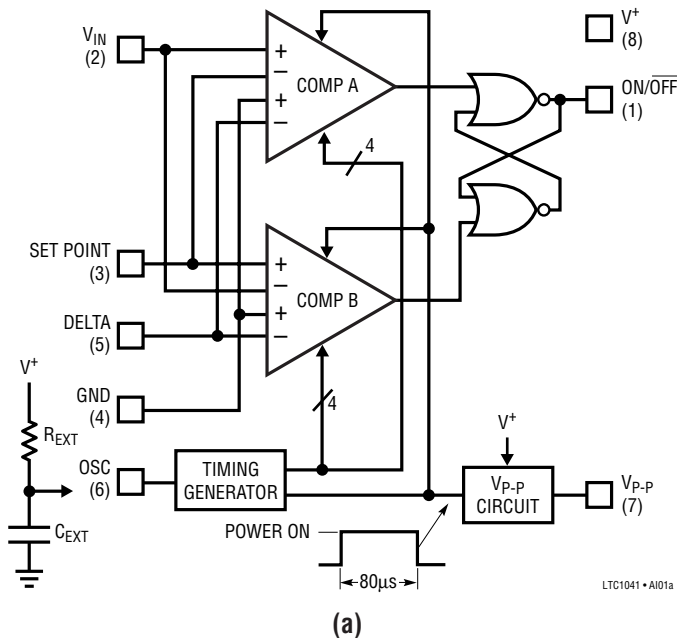 V+
(8)
VIN
(2)
+
−
+
−
COMP A
ON/OFF
(1)
4
SET POINT
(3)
+
−
+
−
COMP B
DELTA
(5)
V+
GND
(4)
4
REXT
V+
OSC
(6)
TIMING
GENERATOR
VP-P
CIRCUIT
VP-P
(7)
CEXT
POWER ON
80µs
LTC1041 • AI01a
(a)